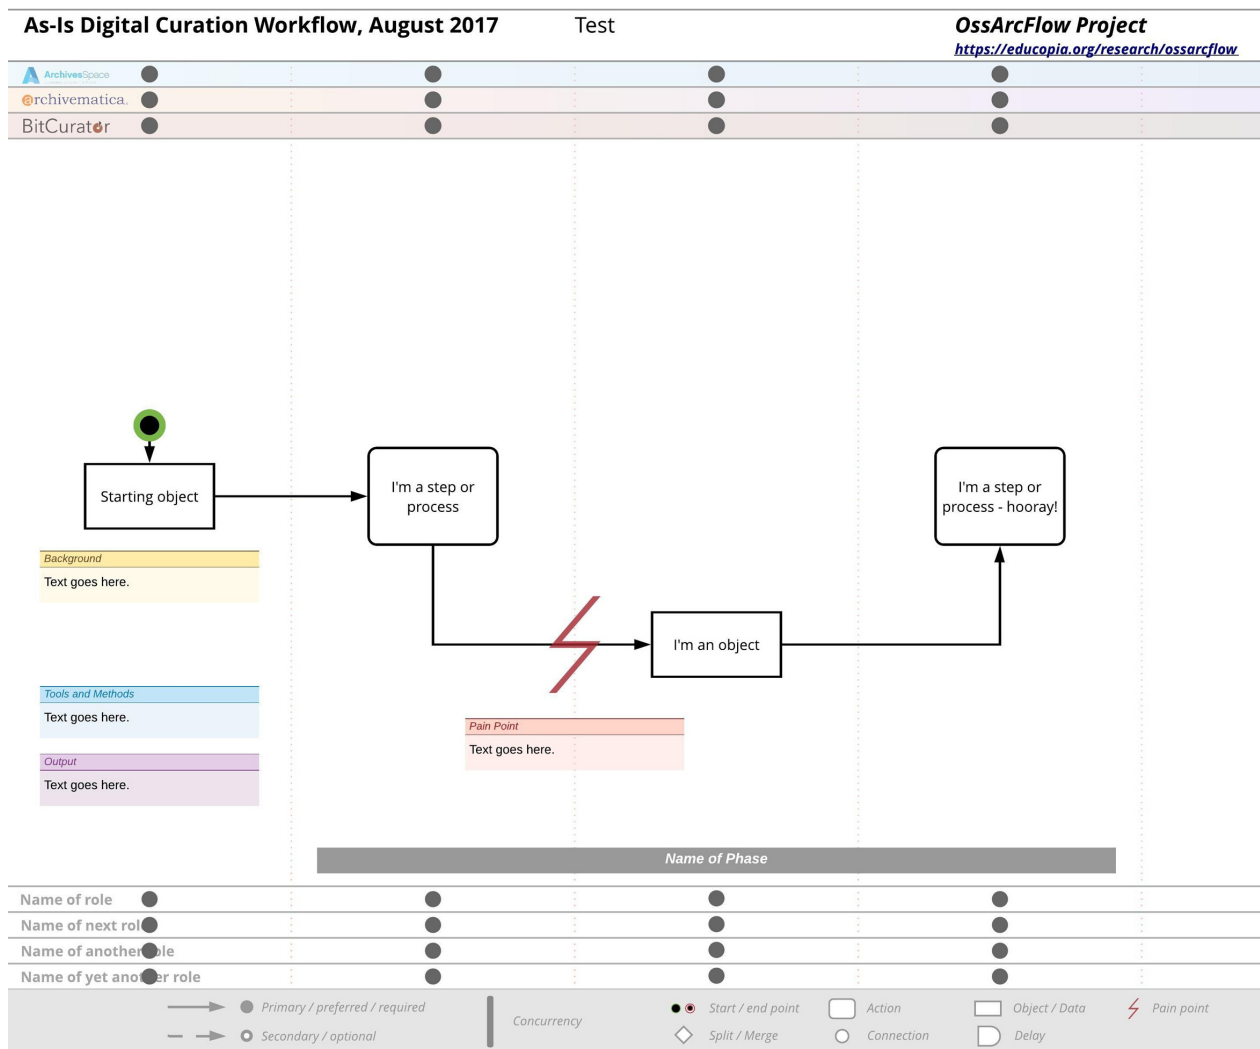 As-Is Digital Curation Workflow, August 2017
Test
OssArcFlow Project
https://educopia.org/research/ossarcflow
ArchivesSpace
archivematica.
BitCurator
Starting object
I'm a step or
process
I'm a step or
process - hooray!
Background
Text goes here.
I'm an object
Tools and Methods
Text goes here.
Pain Point
Text goes here.
Output
Text goes here.
Name of Phase
Name of role
Name of next role
Name of another role
Name of yet another role
Primary / preferred / required
Secondary / optional
Concurrency
Start / end point
Action
Object / Data
Pain point
Split / Merge
Connection
Delay